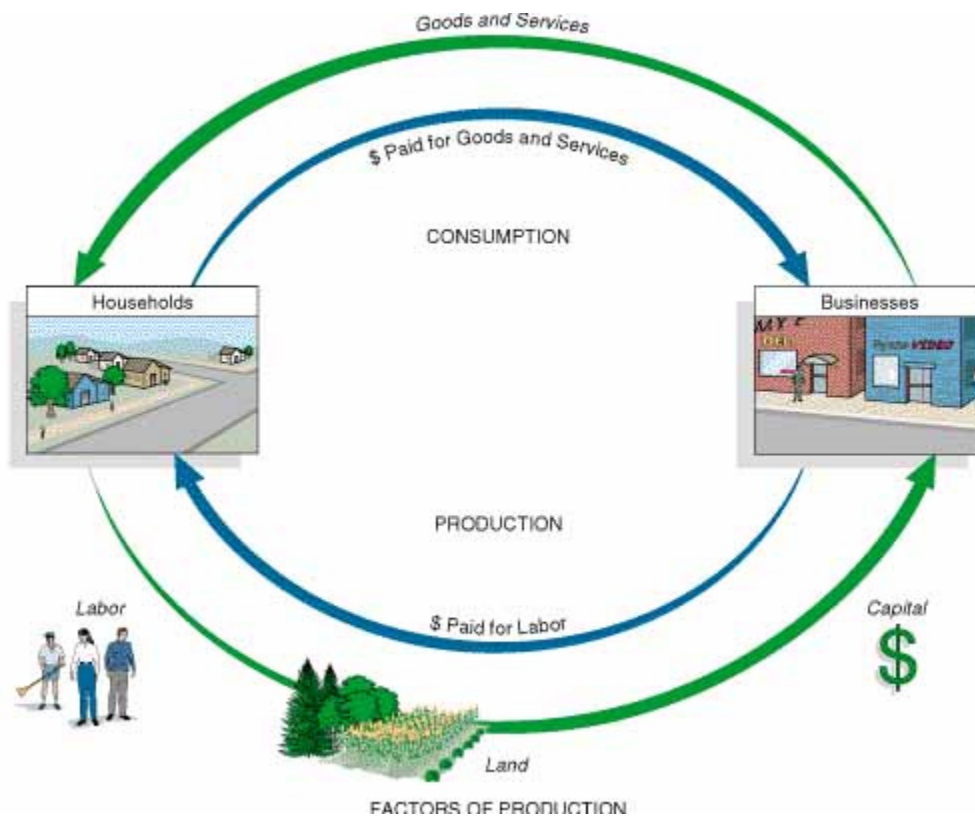 Goods and Services
$ Paid for Goods and Services
CONSUMPTION
Households
Businesses
VIDEO
PRODUCTION
$ Paid for Labor
Labor
Capital
$
Land
FACTORS OF PRODUCTION